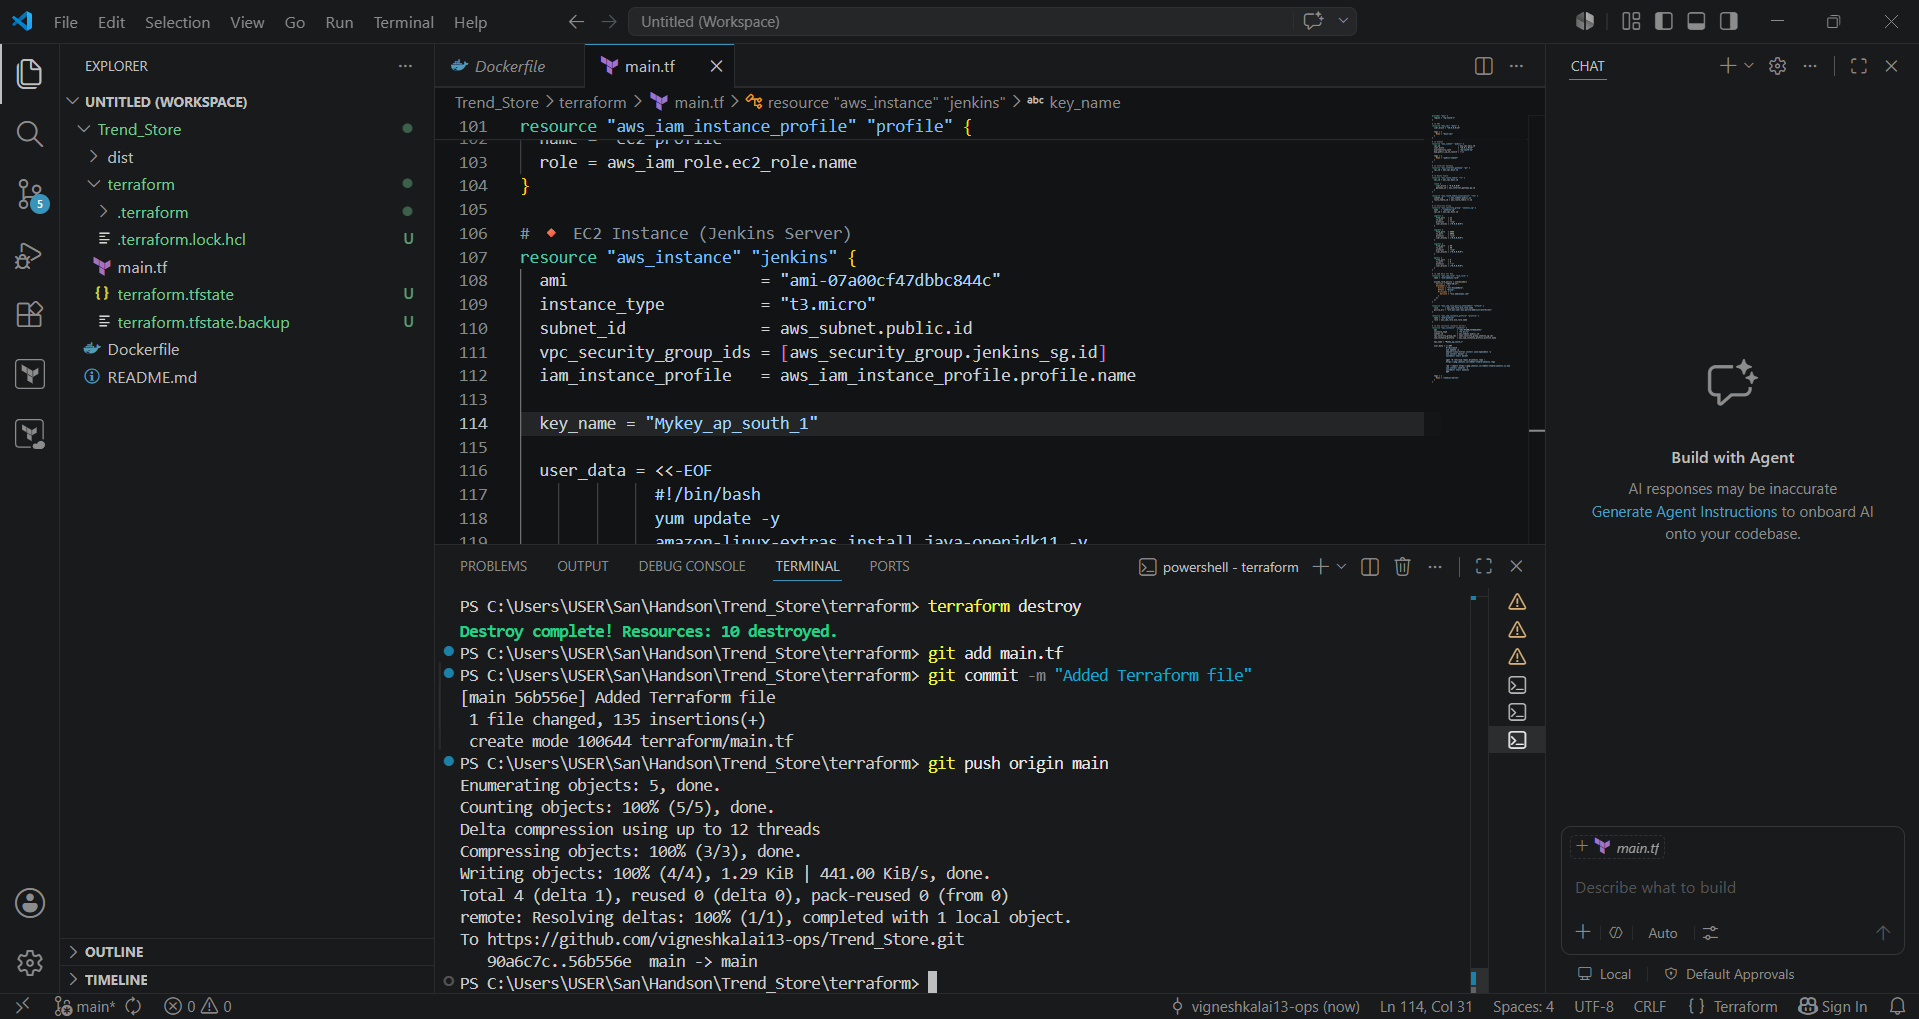 File Edit Selection View Go Run Terminal Help
Untitled (Workspace)
EXPLORER
UNTITLED (WORKSPACE)
Trend_Store
dist
terraform
.terraform
.terraform.lock.hcl U
main.tf
terraform.tfstate U
terraform.tfstate.backup U
Dockerfile
README.md
5
OUTLINE
TIMELINE
Dockerfile
main.tf
Trend_Store > terraform > main.tf > resource "aws_instance" "jenkins" > abc key_name
101 resource "aws_iam_instance_profile" "profile" {
102 name = "ec2-profile"
103 role = aws_iam_role.ec2_role.name
104 }
105
106 # EC2 Instance (Jenkins Server)
107 resource "aws_instance" "jenkins" {
108 ami = "ami-07a00cf47dbbc844c"
109 instance_type = "t3.micro"
110 subnet_id = aws_subnet.public.id
111 vpc_security_group_ids = [aws_security_group.jenkins_sg.id]
112 iam_instance_profile = aws_iam_instance_profile.profile.name
113
114 key_name = "Mykey_ap_south_1"
115
116 user_data = <<-EOF
117 #!/bin/bash
118 yum update -y
119 amazon-linux-extras install java-openjdk11 -y
PROBLEMS OUTPUT DEBUG CONSOLE TERMINAL PORTS
powershell - terraform
PS C:\Users\USER\San\Handson\Trend_Store\terraform> terraform destroy
Destroy complete! Resources: 10 destroyed.
PS C:\Users\USER\San\Handson\Trend_Store\terraform> git add main.tf
PS C:\Users\USER\San\Handson\Trend_Store\terraform> git commit -m "Added Terraform file"
[main 56b556e] Added Terraform file
1 file changed, 135 insertions(+)
create mode 100644 terraform/main.tf
PS C:\Users\USER\San\Handson\Trend_Store\terraform> git push origin main
Enumerating objects: 5, done.
Counting objects: 100% (5/5), done.
Delta compression using up to 12 threads
Compressing objects: 100% (3/3), done.
Writing objects: 100% (4/4), 1.29 KiB | 441.00 KiB/s, done.
Total 4 (delta 1), reused 0 (delta 0), pack-reused 0 (from 0)
remote: Resolving deltas: 100% (1/1), completed with 1 local object.
To https://github.com/vigneshkalai13-ops/Trend_Store.git
90a6c7c..56b556e main -> main
PS C:\Users\USER\San\Handson\Trend_Store\terraform>
CHAT
Build with Agent
AI responses may be inaccurate
Generate Agent Instructions to onboard AI
onto your codebase.
main.tf
Describe what to build
Auto
Local Default Approvals
main* 0 0
vigneshkalai13-ops (now) Ln 114, Col 31 Spaces: 4 UTF-8 CRLF { } Terraform Sign In